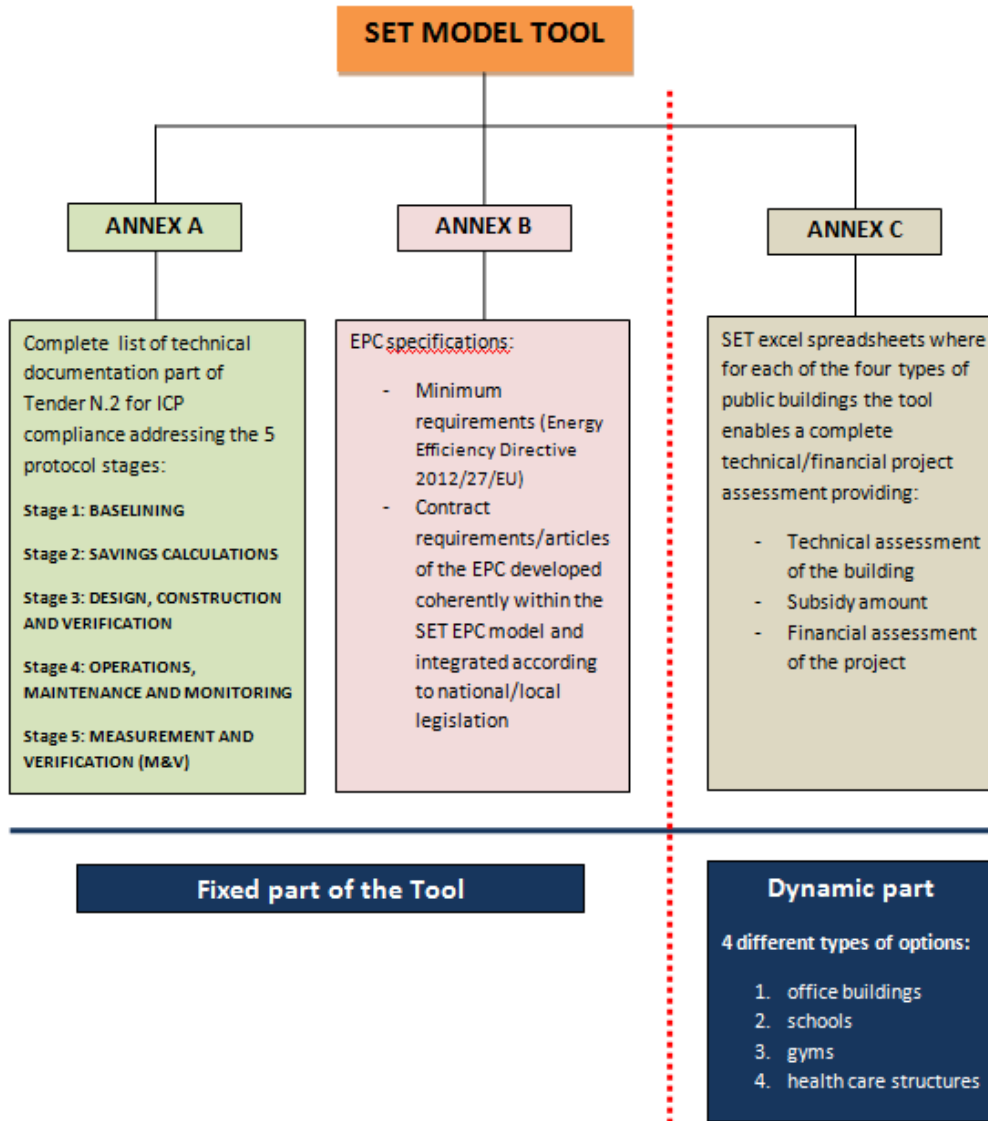 SET MODEL TOOL
ANNEX A
Complete list of technical
documentation part of
Tender N.2 for ICP
compliance addressing the 5
protocol stages:
Stage 1: BASELINING
Stage 2: SAVINGS CALCULATIONS
Stage 3: DESIGN, CONSTRUCTION
AND VERIFICATION
Stage 4: OPERATIONS,
MAINTENANCE AND MONITORING
Stage 5: MEASUREMENT AND
VERIFICATION (M&V)
ANNEX B
EPC specifications:
- Minimum
requirements (Energy
Efficiency Directive
2012/27/EU)
- Contract
requirements/articles
of the EPC developed
coherently within the
SET EPC model and
integrated according
to national/local
legislation
ANNEX C
SET excel spreadsheets where
for each of the four types of
public buildings the tool
enables a complete
technical/financial project
assessment providing:
- Technical assessment
of the building
- Subsidy amount
- Financial assessment
of the project
Fixed part of the Tool
Dynamic part
4 different types of options:
1. office buildings
2. schools
3. gyms
4. health care structures